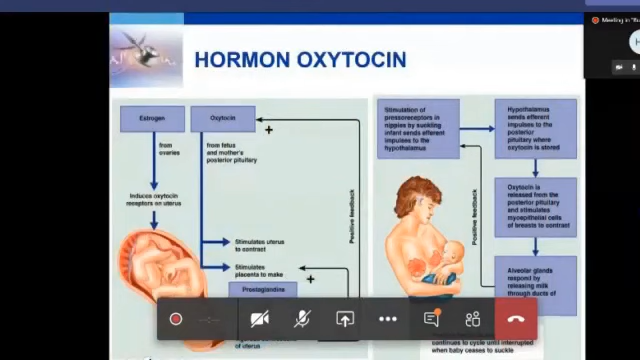 Meeting in
HORMON OXYTOCIN
Estrogen
Oxytocin
from
ovaries
from fetus
and mother's
posterior pituitary
Induces oxytocin
receptors on uterus
Stimulates uterus
to contract
Stimulates
placenta to make
Prostaglandins
of uterus
+
+
Positive feedback
Stimulation of
pressoreceptors in
nipples by suckling
infant sends efferent
impulses to the
hypothalamus
Hypothalamus
sends efferent
impulses to the
posterior
pituitary where
oxytocin is stored
Oxytocin is
released from the
posterior pituitary
and stimulates
myoepithelial cells
of breasts to contract
Alveolar glands
respond by
releasing milk
through ducts of
Positive feedback
continues to cycle until interrupted
when baby ceases to suckle